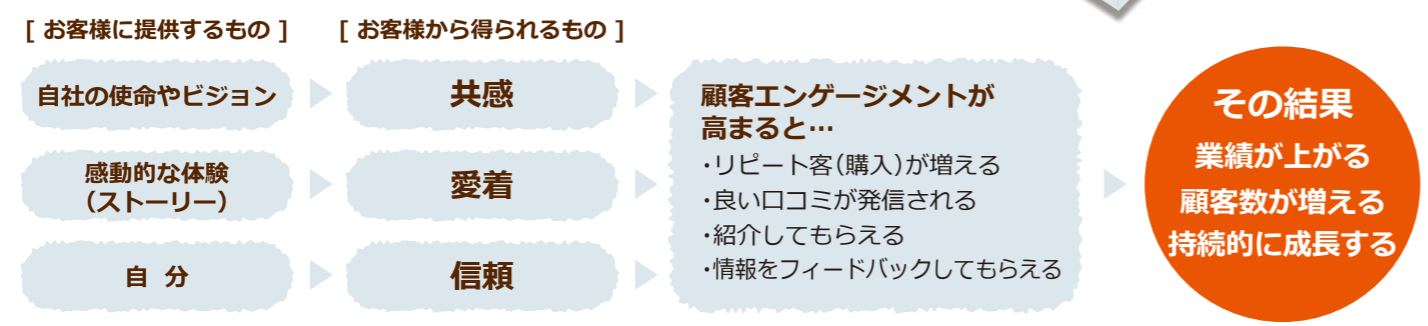 [ お客様に提供するもの ]
[ お客様から得られるもの ]
自社の使命やビジョン
共感
感動的な体験
（ストーリー）
愛着
自 分
信頼
顧客エンゲージメントが
高まると…
・リピート客（購入）が増える
・良い口コミが発信される
・紹介してもらえる
・情報をフィードバックしてもらえる
その結果
業績が上がる
顧客数が増える
持続的に成長する